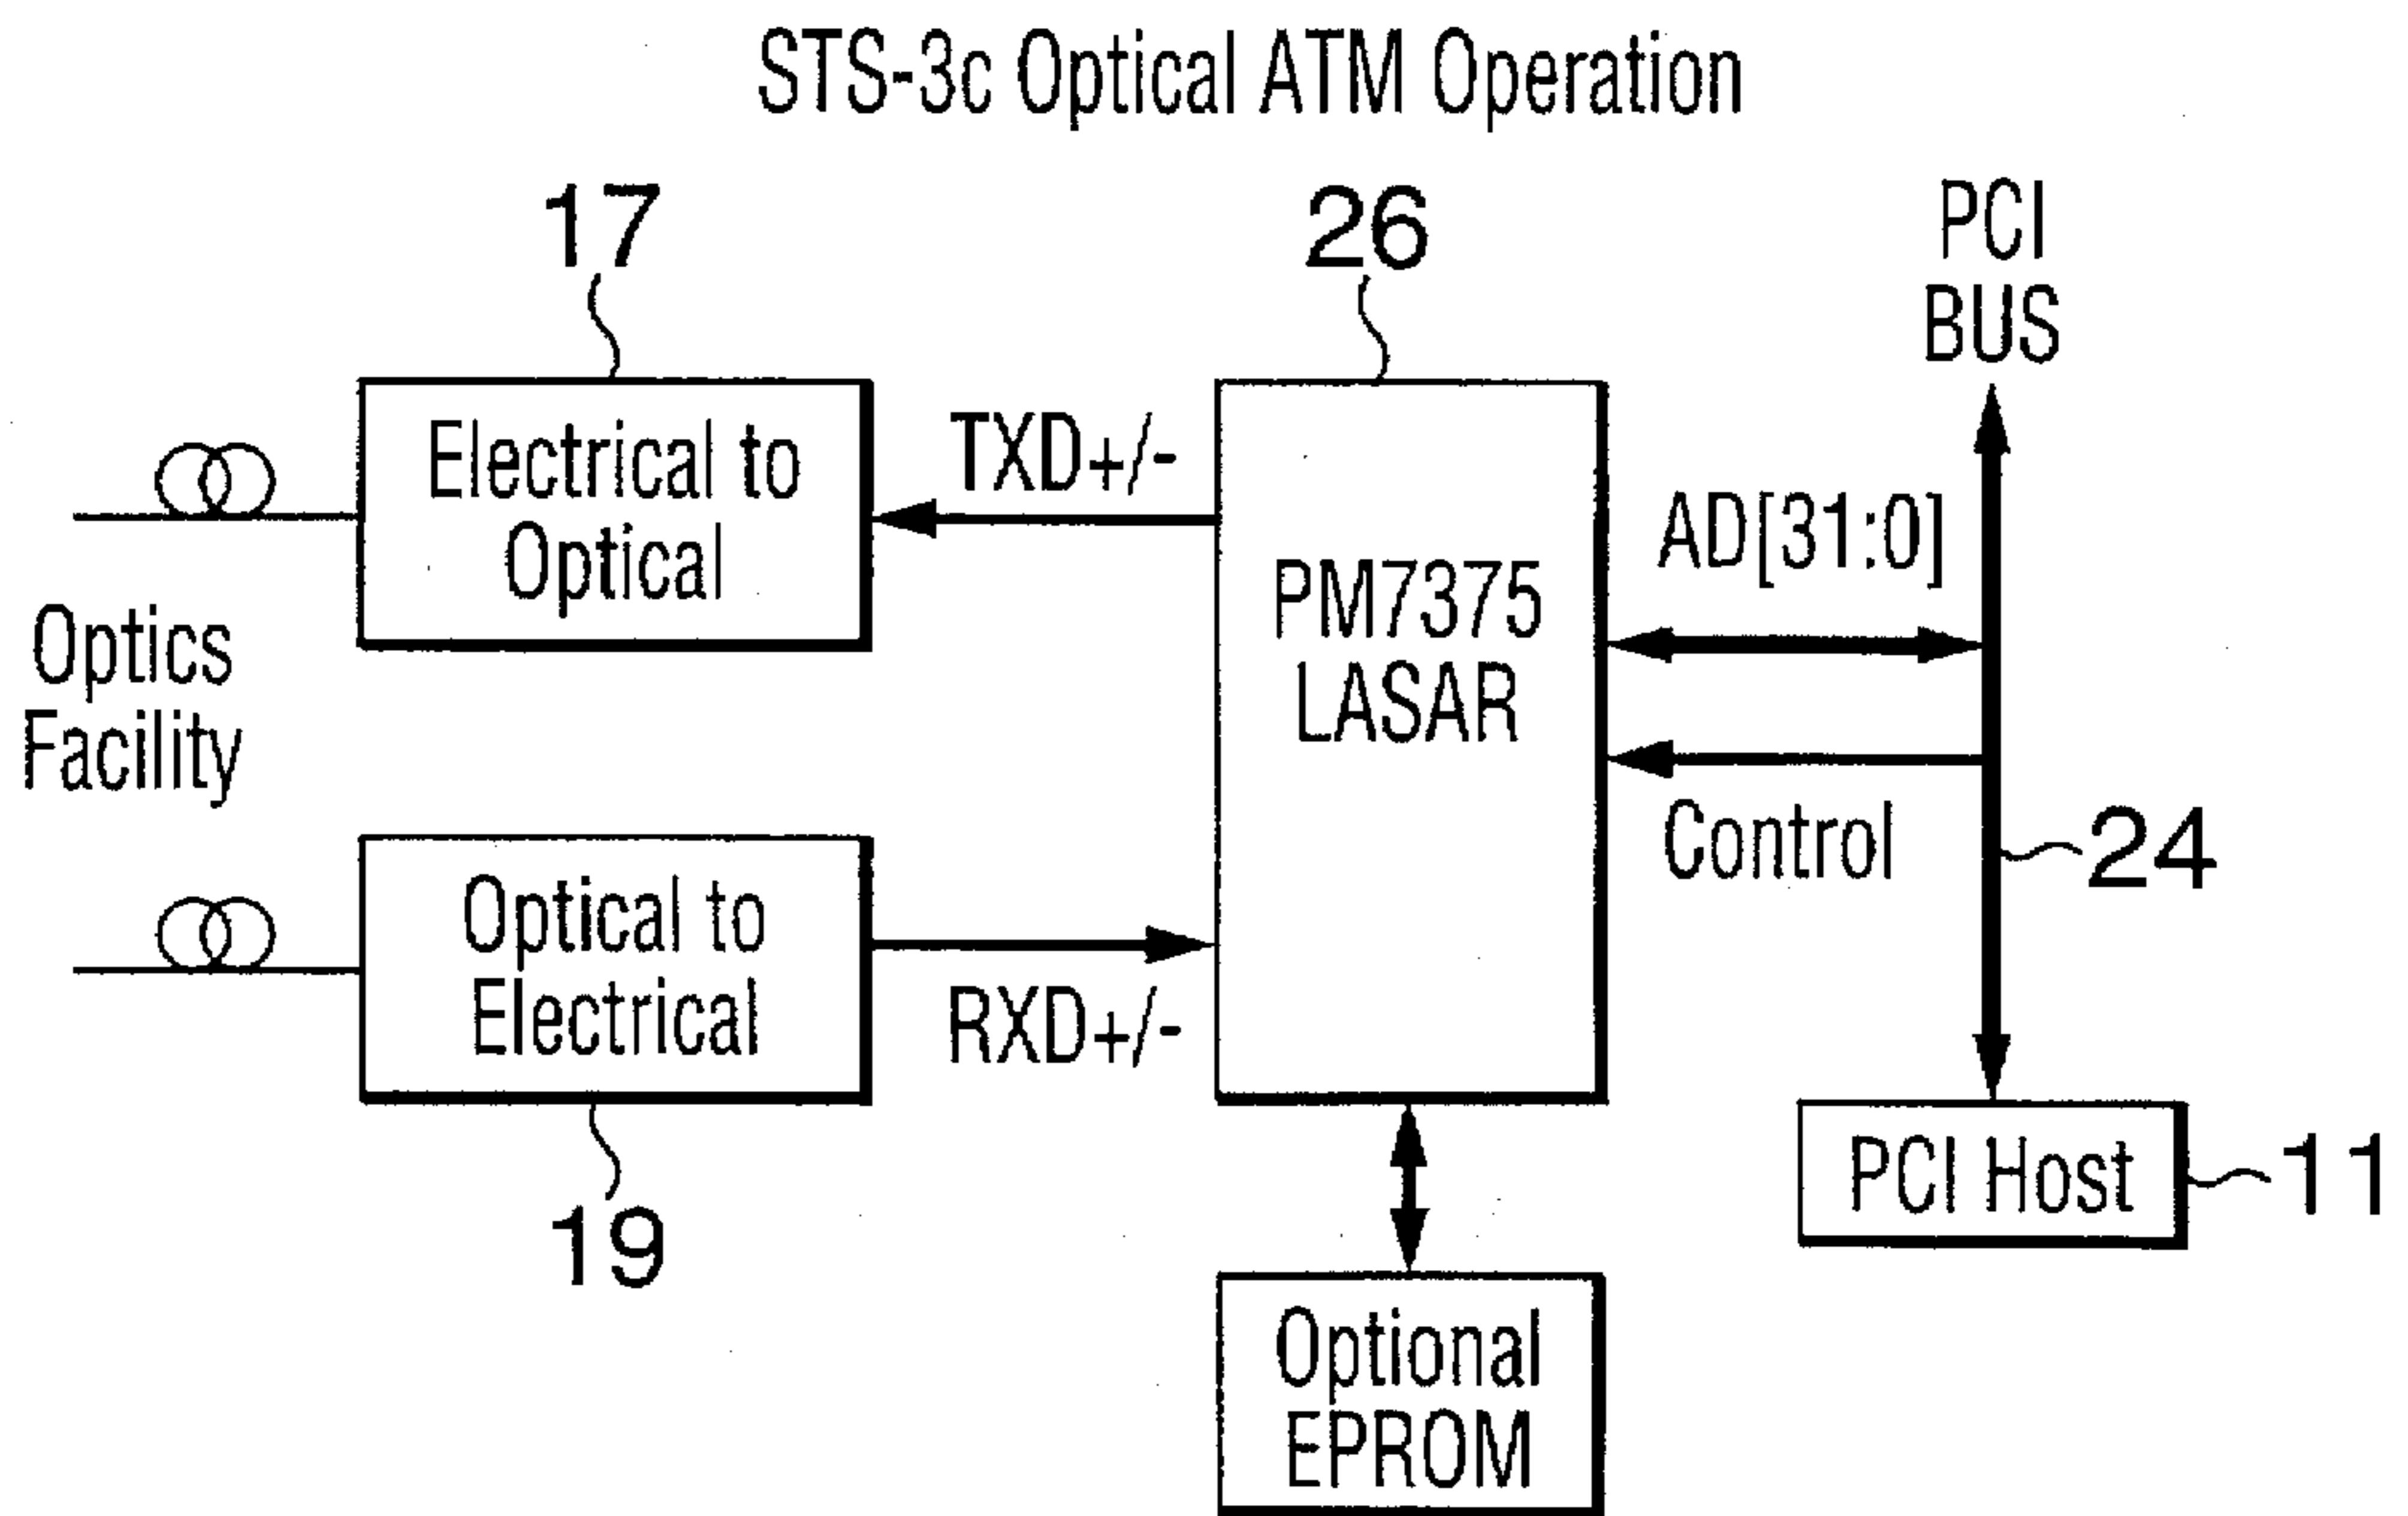 STS-3c Optical ATM Operation
17
26
PCI
BUS
Electrical to
Optical
TXD+/-
AD[31:0]
PM7375
LASAR
Optics
Facility
Control
24
Optical to
Electrical
RXD+/-
PCI Host
11
19
Optional
EPROM